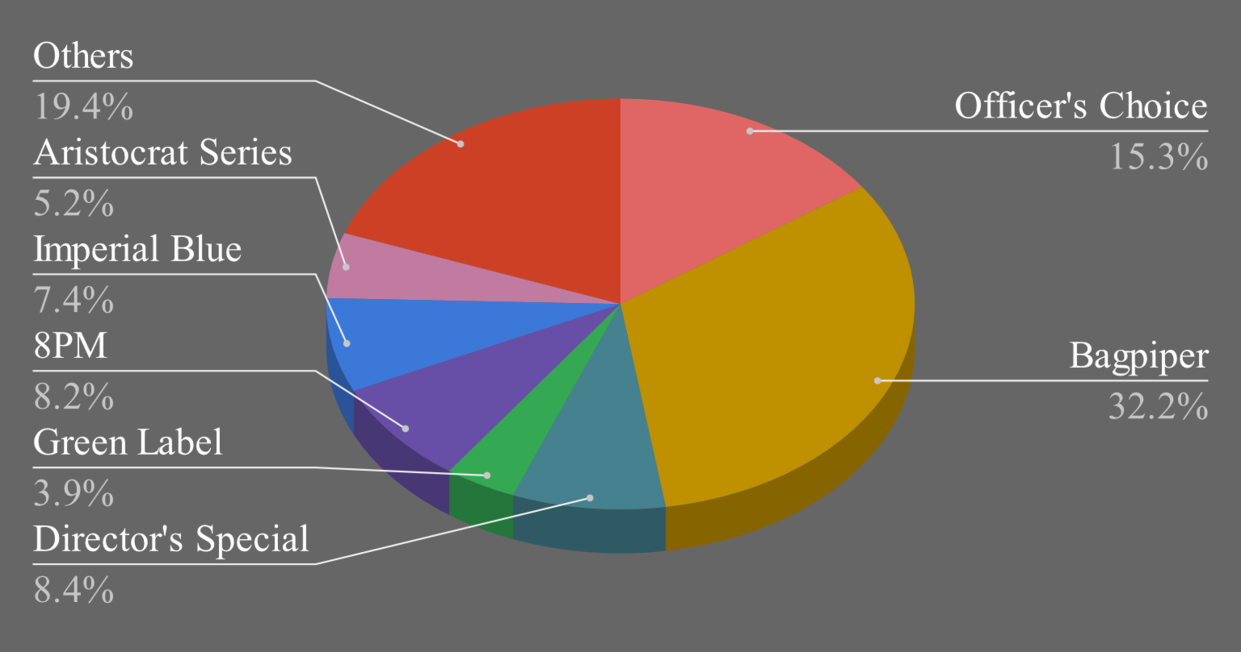 Others
19.4%
Aristocrat Series
5.2%
Imperial Blue
7.4%
8PM
8.2%
Green Label
3.9%
Director's Special
8.4%
Officer's Choice
15.3%
Bagpiper
32.2%